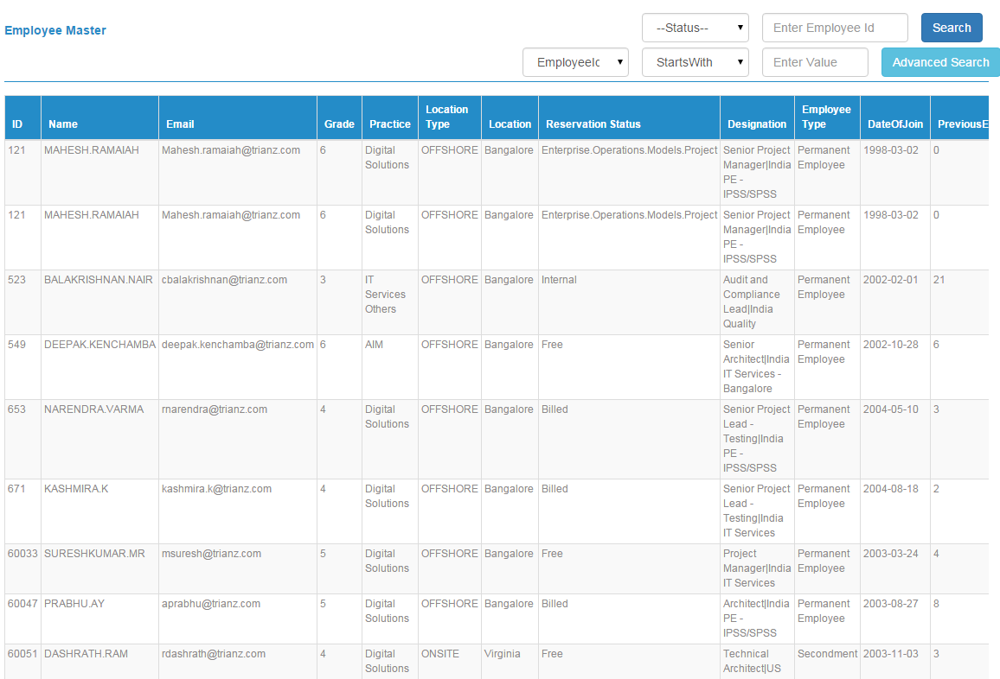 Employee Master
--Status--
Enter Employee Id
Search
EmployeeIc
StartsWith
Enter Value
Advanced Search
ID Name Email Grade Practice Location Type Location Reservation Status Designation Employee Type DateOfJoin PreviousE
121 MAHESH.RAMAIAH Mahesh.ramaiah@trianz.com 6 Digital Solutions OFFSHORE Bangalore Enterprise.Operations.Models.Project Senior Project Manager|India PE - IPSS/SPSS Permanent Employee 1998-03-02 0
121 MAHESH.RAMAIAH Mahesh.ramaiah@trianz.com 6 Digital Solutions OFFSHORE Bangalore Enterprise.Operations.Models.Project Senior Project Manager|India PE - IPSS/SPSS Permanent Employee 1998-03-02 0
523 BALAKRISHNAN.NAIR cbalakrishnan@trianz.com 3 IT Services Others OFFSHORE Bangalore Internal Audit and Compliance Lead|India Quality Permanent Employee 2002-02-01 21
549 DEEPAK.KENCHAMBA deepak.kenchamba@trianz.com 6 AIM OFFSHORE Bangalore Free Senior Architect|India IT Services - Bangalore Permanent Employee 2002-10-28 6
653 NARENDRA.VARMA rnarendra@trianz.com 4 Digital Solutions OFFSHORE Bangalore Billed Senior Project Lead - Testing|India PE - IPSS/SPSS Permanent Employee 2004-05-10 3
671 KASHMIRA.K kashmira.k@trianz.com 4 Digital Solutions OFFSHORE Bangalore Billed Senior Project Lead - Testing|India IT Services Permanent Employee 2004-08-18 2
60033 SURESHKUMAR.MR msuresh@trianz.com 5 Digital Solutions OFFSHORE Bangalore Free Project Manager|India IT Services Permanent Employee 2003-03-24 4
60047 PRABHU.AY aprabhu@trianz.com 5 Digital Solutions OFFSHORE Bangalore Billed Architect|India PE - IPSS/SPSS Permanent Employee 2003-08-27 8
60051 DASHRATH.RAM rdashrath@trianz.com 4 Digital Solutions ONSITE Virginia Free Technical Architect|US Secondment 2003-11-03 3